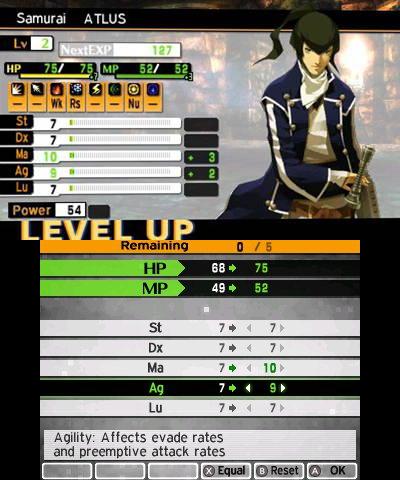 Samurai ATLUS
Lv 2
NextEXP 127
HP 75/ 75 MP 52/ 52
+7 +3
— — Wk Rs — — Nu —
St 7
Dx 7
Ma 10 + 3
Ag 9 + 2
Lu 7
Power 54
LEVEL UP
Remaining 0 / 5
HP 68 → 75
MP 49 → 52
St 7 → 7
Dx 7 → 7
Ma 7 → 10
Ag 7 → 9
Lu 7 → 7
Agility: Affects evade rates
and preemptive attack rates
X Equal B Reset A OK